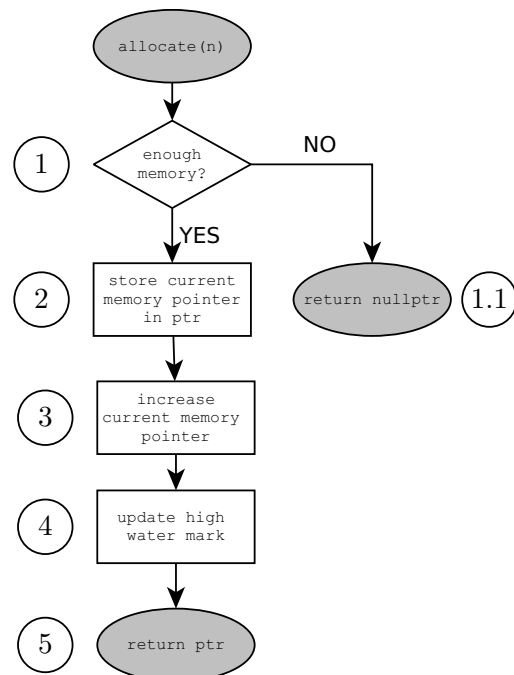 allocate(n)
1
enough
memory?
NO
YES
2
store current
memory pointer
in ptr
return nullptr
1.1
3
increase
current memory
pointer
4
update high
water mark
5
return ptr